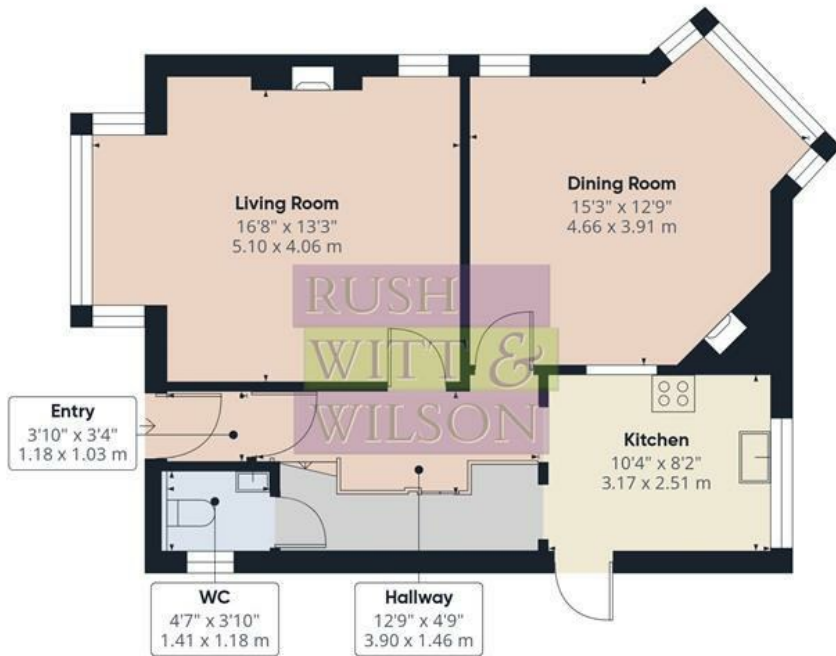 Living Room
16'8" x 13'3"
5.10 x 4.06 m
Dining Room
15'3" x 12'9"
4.66 x 3.91 m
RUSH
WITT &
WILSON
Entry
3'10" x 3'4"
1.18 x 1.03 m
Kitchen
10'4" x 8'2"
3.17 x 2.51 m
WC
4'7" x 3'10"
1.41 x 1.18 m
Hallway
12'9" x 4'9"
3.90 x 1.46 m